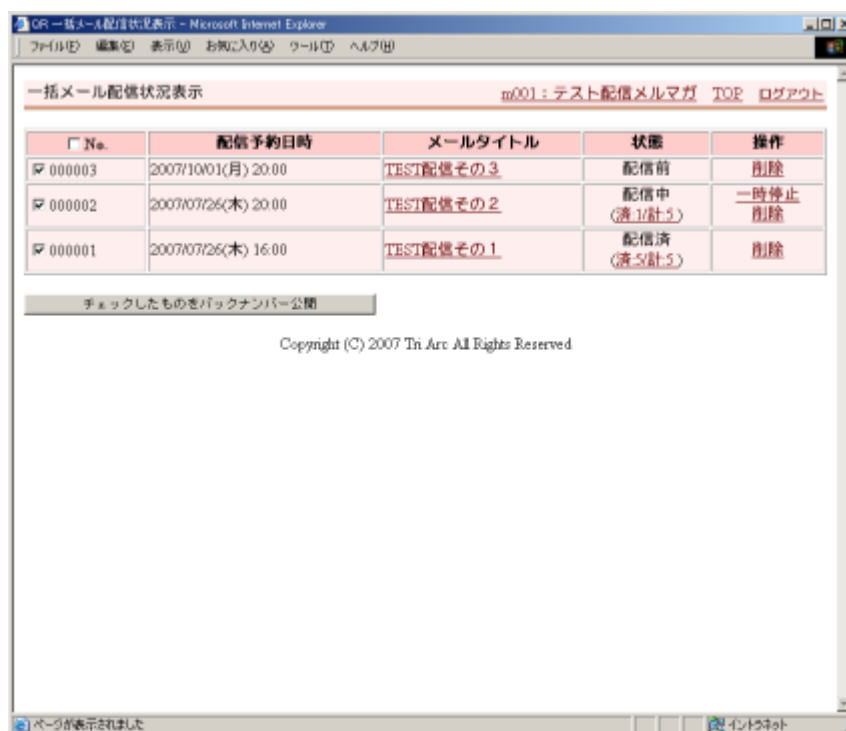 QR 一括メール配信状況表示 - Microsoft Internet Explorer
ファイル(F) 編集(E) 表示(V) お気に入り(A) ツール(T) ヘルプ(H)
一括メール配信状況表示 m001：テスト配信メルマガ TOP ログアウト
No. 配信予約日時 メールタイトル 状態 操作
000003 2007/10/01(月) 20:00 TEST配信その３ 配信前 削除
000002 2007/07/26(木) 20:00 TEST配信その２ 配信中 一時停止
(済:1/計:5) 削除
000001 2007/07/26(木) 16:00 TEST配信その１ 配信済 削除
(済:5/計:5)
チェックしたものをバックナンバー公開
Copyright (C) 2007 Tri Arc All Rights Reserved
ページが表示されました イントラネット